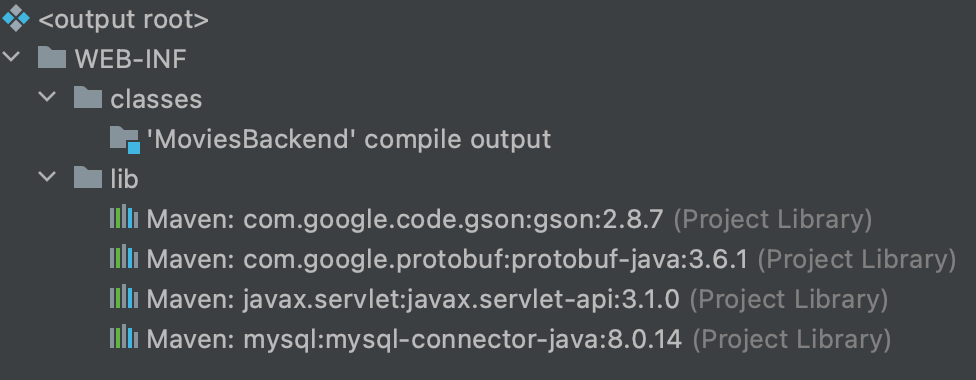 <output root>
WEB-INF
classes
'MoviesBackend' compile output
lib
Maven: com.google.code.gson:gson:2.8.7 (Project Library)
Maven: com.google.protobuf:protobuf-java:3.6.1 (Project Library)
Maven: javax.servlet:javax.servlet-api:3.1.0 (Project Library)
Maven: mysql:mysql-connector-java:8.0.14 (Project Library)